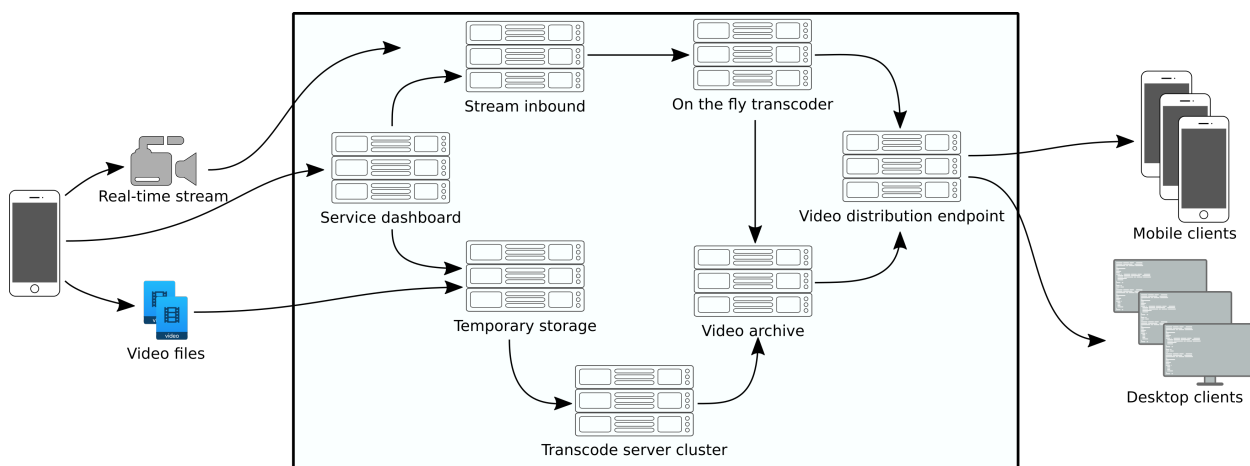 Stream inbound
On the fly transcoder
Real-time stream
Service dashboard
Video distribution endpoint
Mobile clients
Temporary storage
Video archive
video
Video files
Desktop clients
Transcode server cluster